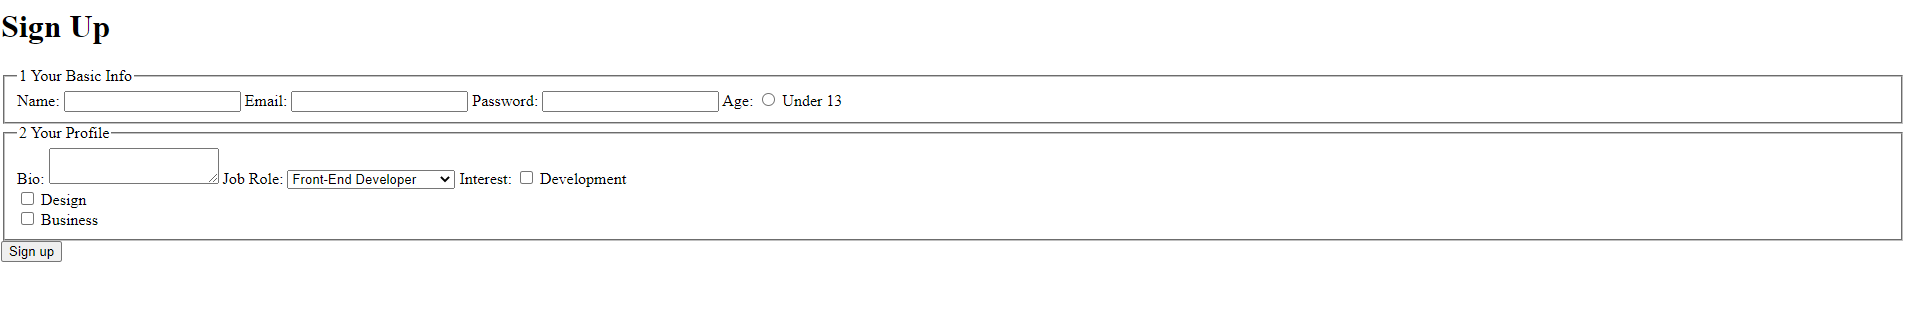 Sign Up
1 Your Basic Info
Name: Email: Password: Age: Under 13
2 Your Profile
Bio: Job Role: Front-End Developer Interest: Development
Design
Business
Sign up